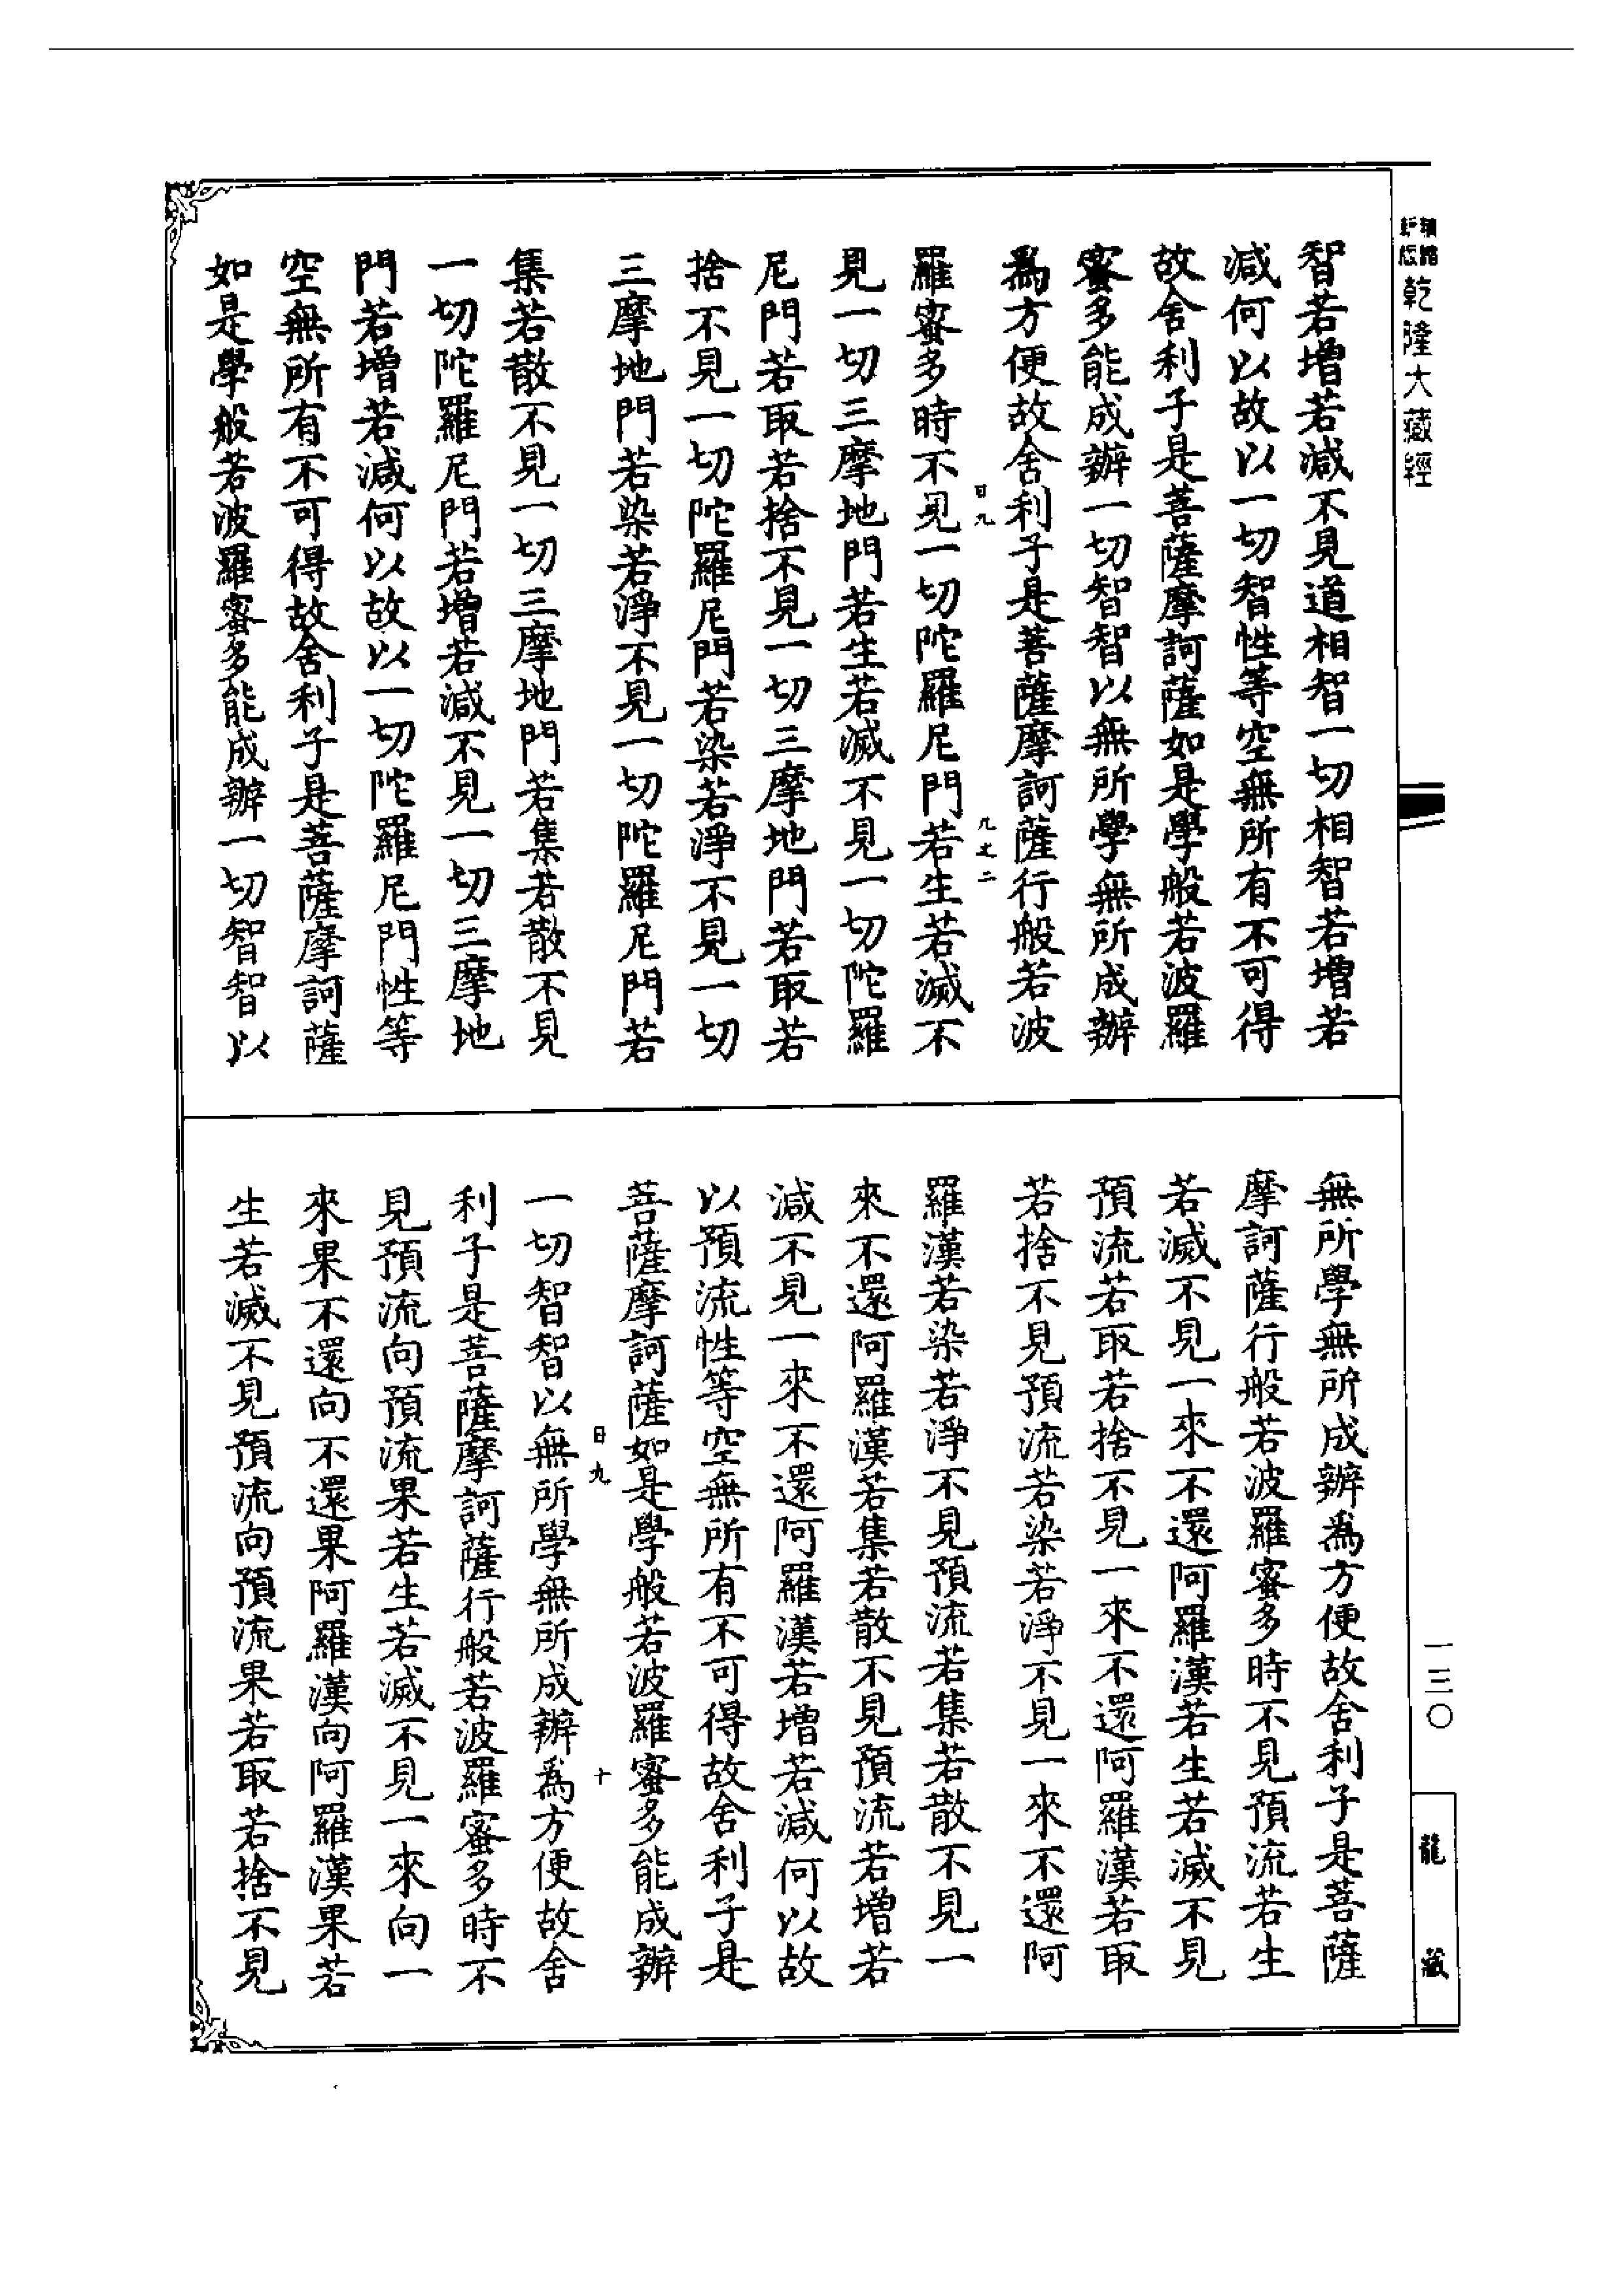 乾隆大藏經
智若增若減不見道相智一切相智若增若
減何以故以一切智性等空無所有不可得
故舍利子是菩薩摩訶薩如是學般若波羅
蜜多能成辦一切智智以無所學無所成辦
爲方便故舍利子是菩薩摩訶薩行般若波
日九
羅蜜多時不見一切陀羅尼門若生若滅不
見一切三摩地門若生若滅不見一切陀羅
尼門若取若捨不見一切三摩地門若取若
捨不見一切陀羅尼門若染若淨不見一切
三摩地門若染若淨不見一切陀羅尼門若
集若散不見一切三摩地門若集若散不見
一切陀羅尼門若增若減不見一切三摩地
門若增若減何以故以一切陀羅尼門性等
空無所有不可得故舍利子是菩薩摩訶薩
如是學般若波羅蜜多能成辦一切智智以
無所學無所成辦爲方便故舍利子是菩薩
摩訶薩行般若波羅蜜多時不見預流若生
若滅不見一來不還阿羅漢若生若滅不見
預流若取若捨不見一來不還阿羅漢若取
若捨不見預流若染若淨不見一來不還阿
羅漢若染若淨不見預流若集若散不見一
來不還阿羅漢若集若散不見預流若增若
減不見一來不還阿羅漢若增若減何以故
以預流性等空無所有不可得故舍利子是
菩薩摩訶薩如是學般若波羅蜜多能成辦
日九 十
一切智智以無所學無所成辦爲方便故舍
利子是菩薩摩訶薩行般若波羅蜜多時不
見預流向預流果若生若滅不見一來向一
來果不還向不還果阿羅漢向阿羅漢果若
生若滅不見預流向預流果若取若捨不見
一三〇
龍藏